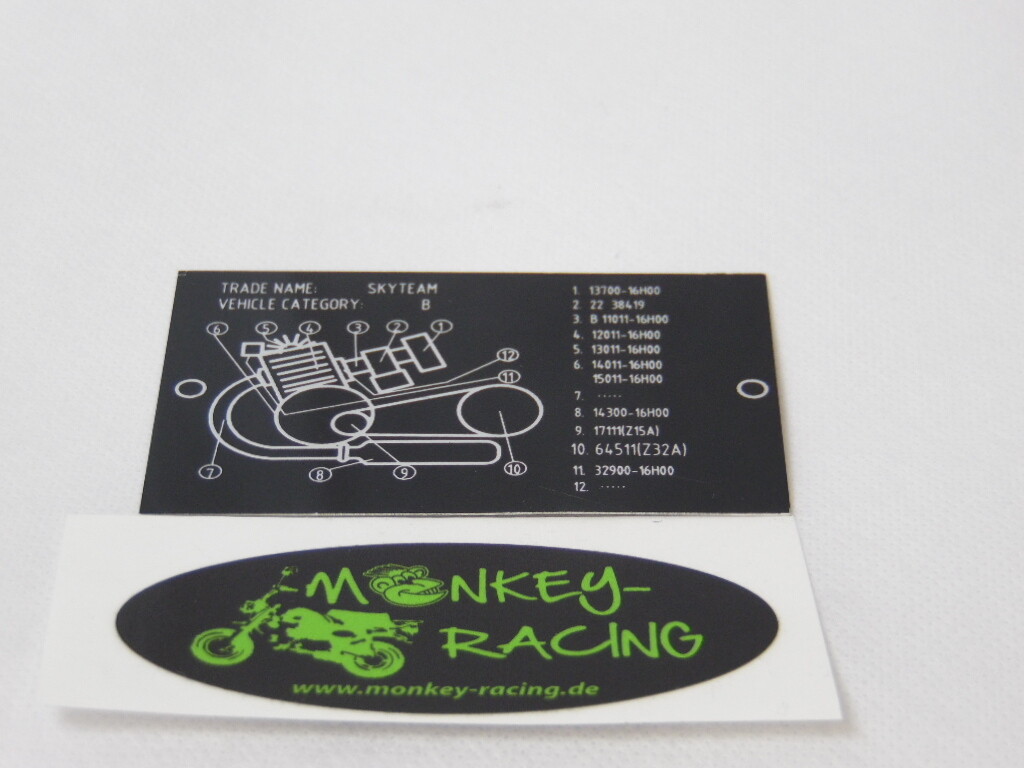 TRADE NAME: SKYTEAM
VEHICLE CATEGORY: B
6 5 4 3 2 1
12
11
7 8 9 10
1. 13700-16H00
2. 22 38419
3. B 11011-16H00
4. 12011-16H00
5. 13011-16H00
6. 14011-16H00
15011-16H00
7. .....
8. 14300-16H00
9. 17111(Z15A)
10. 64511(Z32A)
11. 32900-16H00
12. .....
MONKEY-
RACING
www.monkey-racing.de